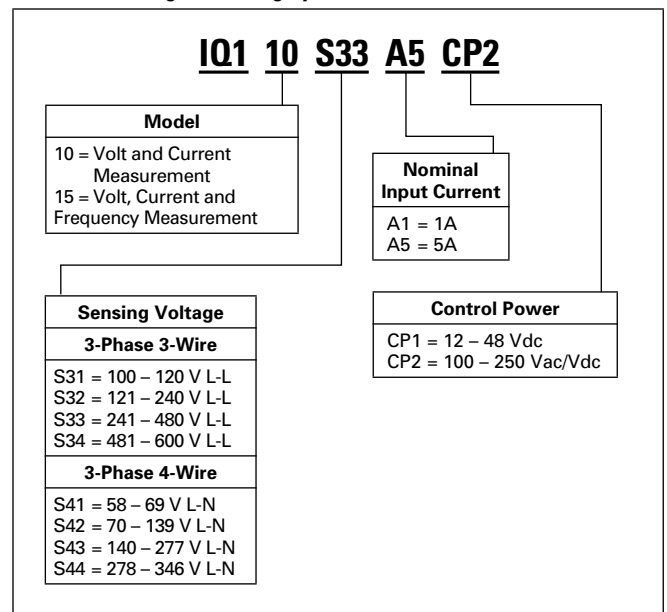 IQ1 10 S33 A5 CP2
Model
10 = Volt and Current
Measurement
15 = Volt, Current and
Frequency Measurement
Nominal
Input Current
A1 = 1A
A5 = 5A
Sensing Voltage
3-Phase 3-Wire
S31 = 100 – 120 V L-L
S32 = 121 – 240 V L-L
S33 = 241 – 480 V L-L
S34 = 481 – 600 V L-L
3-Phase 4-Wire
S41 = 58 – 69 V L-N
S42 = 70 – 139 V L-N
S43 = 140 – 277 V L-N
S44 = 278 – 346 V L-N
Control Power
CP1 = 12 – 48 Vdc
CP2 = 100 – 250 Vac/Vdc